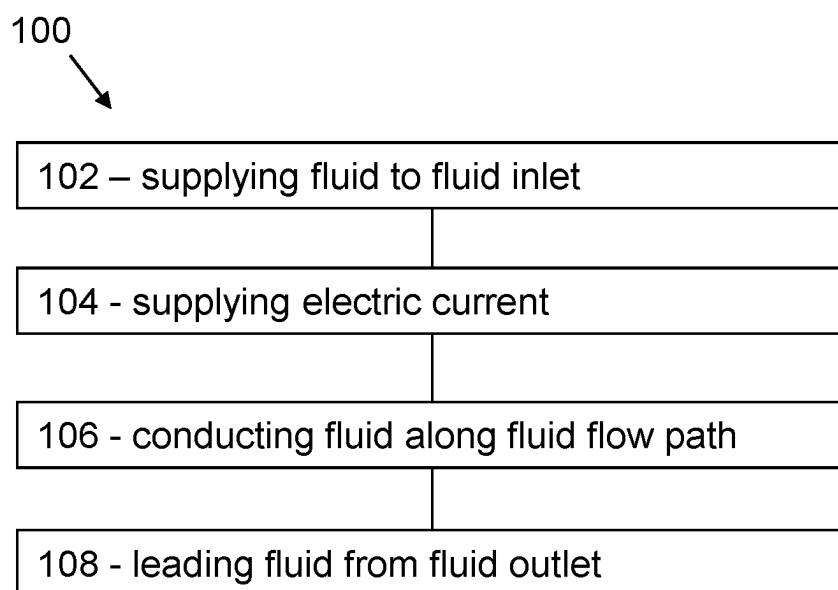 100
102 – supplying fluid to fluid inlet
104 - supplying electric current
106 - conducting fluid along fluid flow path
108 - leading fluid from fluid outlet